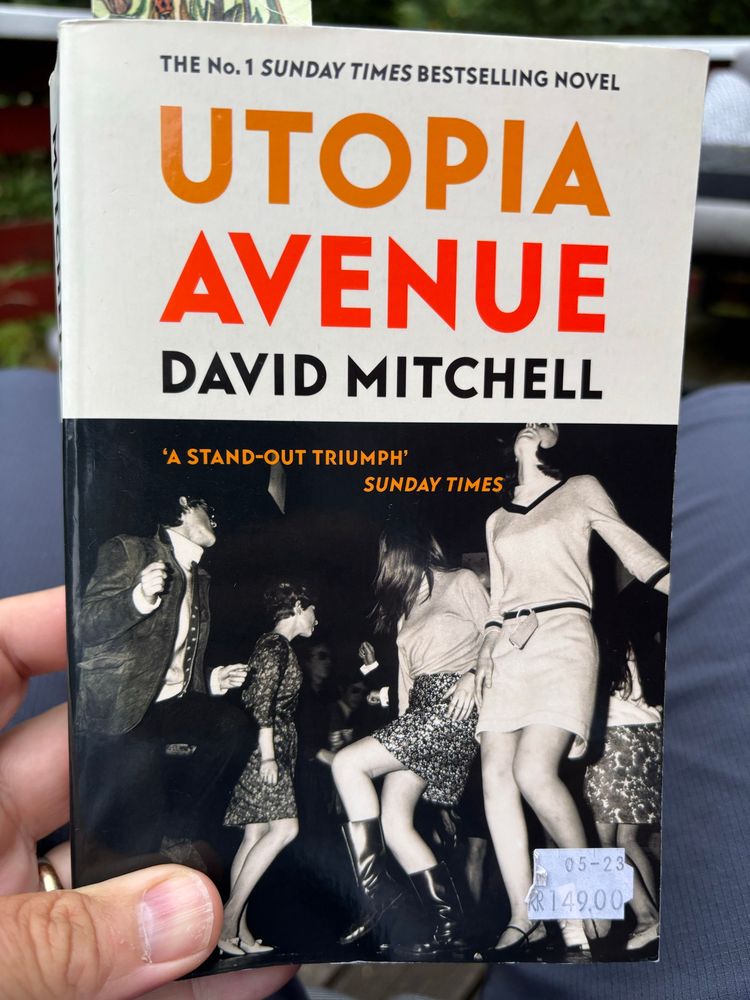 THE No. 1 SUNDAY TIMES BESTSELLING NOVEL
UTOPIA
AVENUE
DAVID MITCHELL
‘A STAND-OUT TRIUMPH’
SUNDAY TIMES
05-23
KR149,00